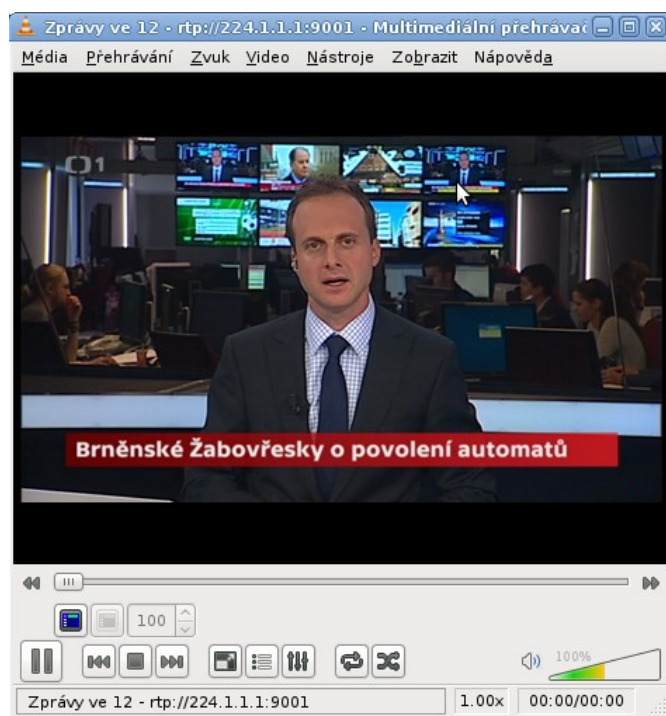 Zprávy ve 12 - rtp://224.1.1.1:9001 - Multimediální přehrávač
Média Přehrávání Zvuk Video Nástroje Zobrazit Nápověda
1
Brněnské Žabovřesky o povolení automatů
100
100%
Zprávy ve 12 - rtp://224.1.1.1:9001 1.00x 00:00/00:00